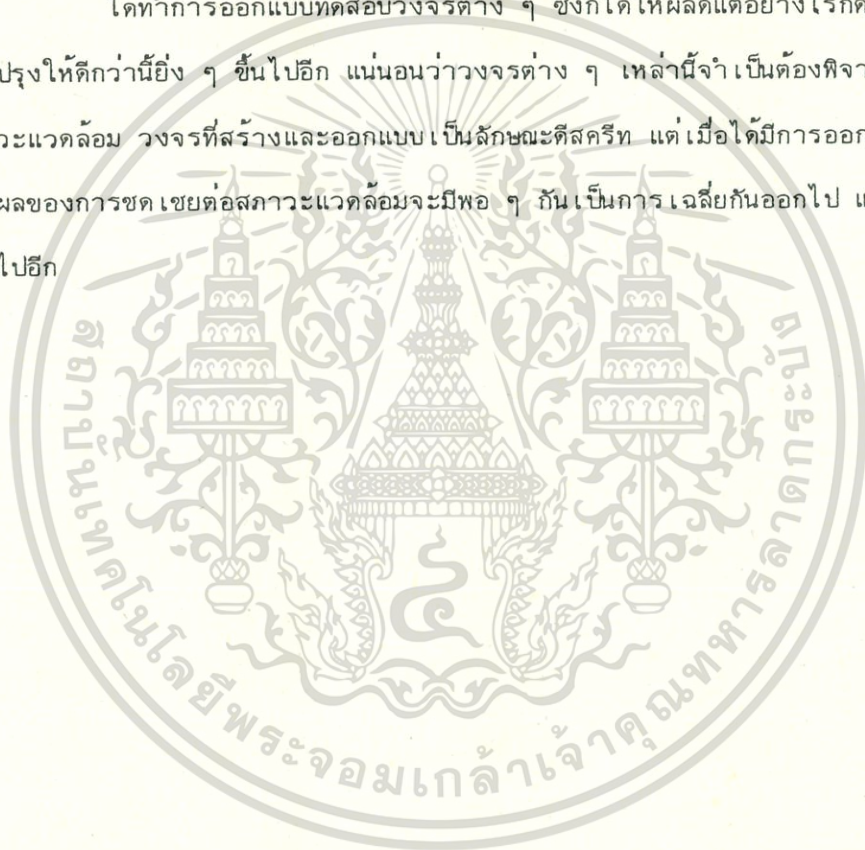 ได้ทำการออกแบบทดสอบวงจรต่าง ๆ ซึ่งก็ได้ให้ผลดีแต่อย่างไรก็ดี
ปรุงให้ดีกว่านี้ยิ่ง ๆ ขึ้นไปอีก แน่นอนว่าวงจรต่าง ๆ เหล่านี้จำเป็นต้องพิจา
วะแวดล้อม วงจรที่สร้างและออกแบบเป็นลักษณะดีสครีท แต่เมื่อได้มีการออก
ผลของการชดเชยต่อสภาวะแวดล้อมจะมีพอ ๆ กันเป็นการเฉลี่ยกันออกไป แ
ไปอีก
สถาบันเทคโนโลยีพระจอมเกล้าเจ้าคุณทหารลาดกระบัง